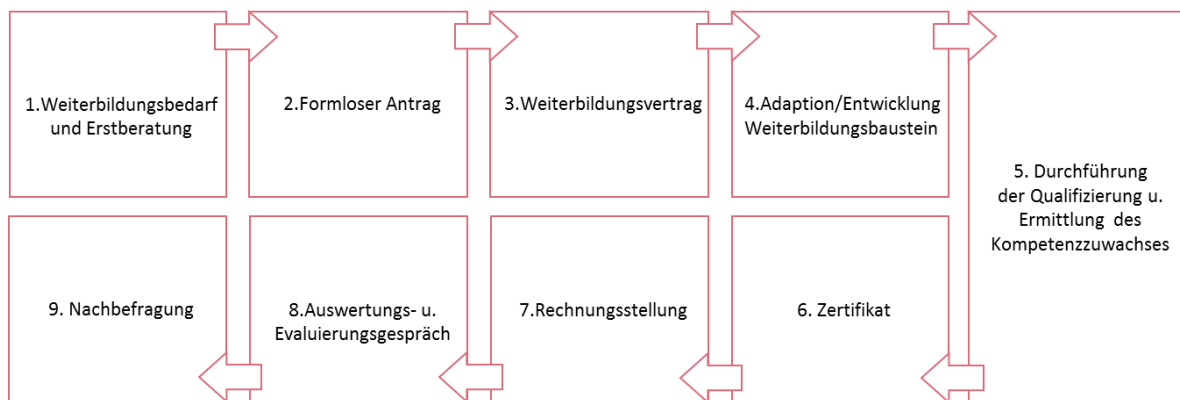 1.Weiterbildungsbedarf
und Erstberatung
2.Formloser Antrag
3.Weiterbildungsvertrag
4.Adaption/Entwicklung
Weiterbildungsbaustein
5. Durchführung
der Qualifizierung u.
Ermittlung des
Kompetenzzuwachses
6. Zertifikat
7.Rechnungsstellung
8.Auswertungs- u.
Evaluierungsgespräch
9. Nachbefragung